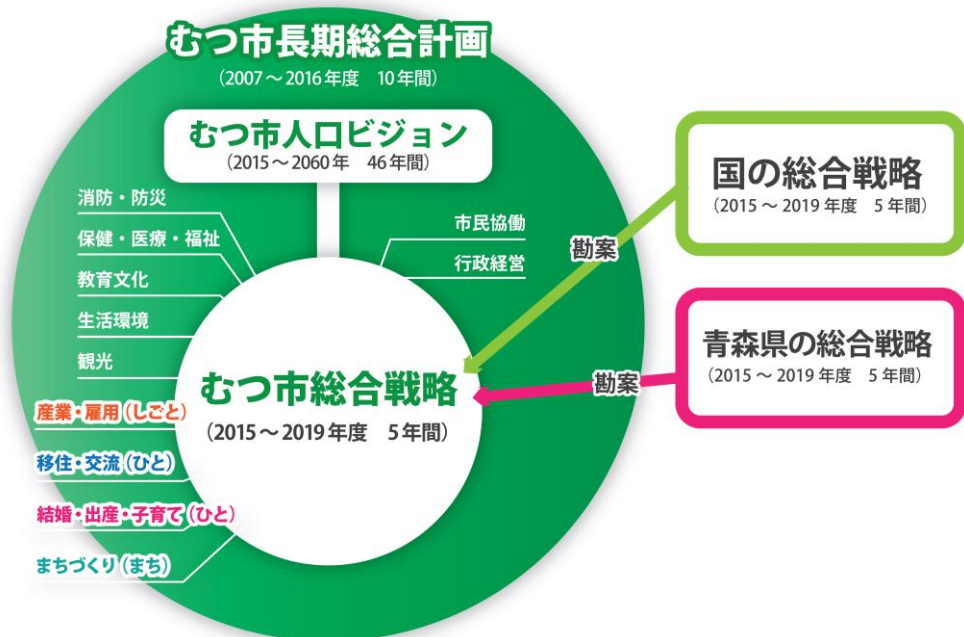 むつ市長期総合計画
（2007～2016年度　10年間）
むつ市人口ビジョン
（2015～2060年　46年間）
消防・防災
保健・医療・福祉
教育文化
生活環境
観光
産業・雇用（しごと）
移住・交流（ひと）
結婚・出産・子育て（ひと）
まちづくり（まち）
市民協働
行政経営
むつ市総合戦略
（2015～2019年度　5年間）
勘案
国の総合戦略
（2015～2019年度　5年間）
勘案
青森県の総合戦略
（2015～2019年度　5年間）